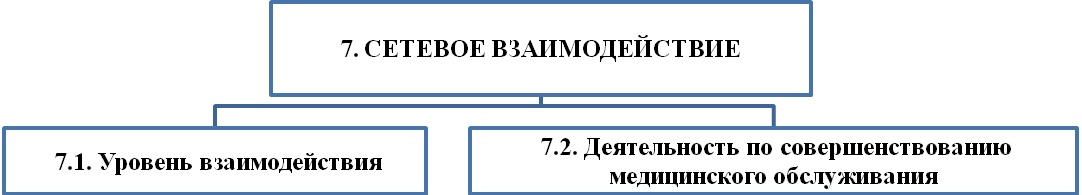 7. СЕТЕВОЕ ВЗАИМОДЕЙСТВИЕ
7.1. Уровень взаимодействия
7.2. Деятельность по совершенствованию
медицинского обслуживания